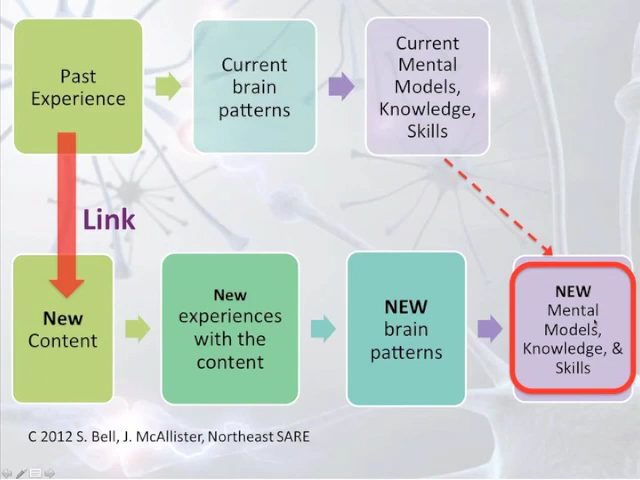 Past
Experience
Current
brain
patterns
Current
Mental
Models,
Knowledge,
Skills
Link
New
Content
New
experiences
with the
content
NEW
brain
patterns
NEW
Mental
Models,
Knowledge, &
Skills
C 2012 S. Bell, J. McAllister, Northeast SARE